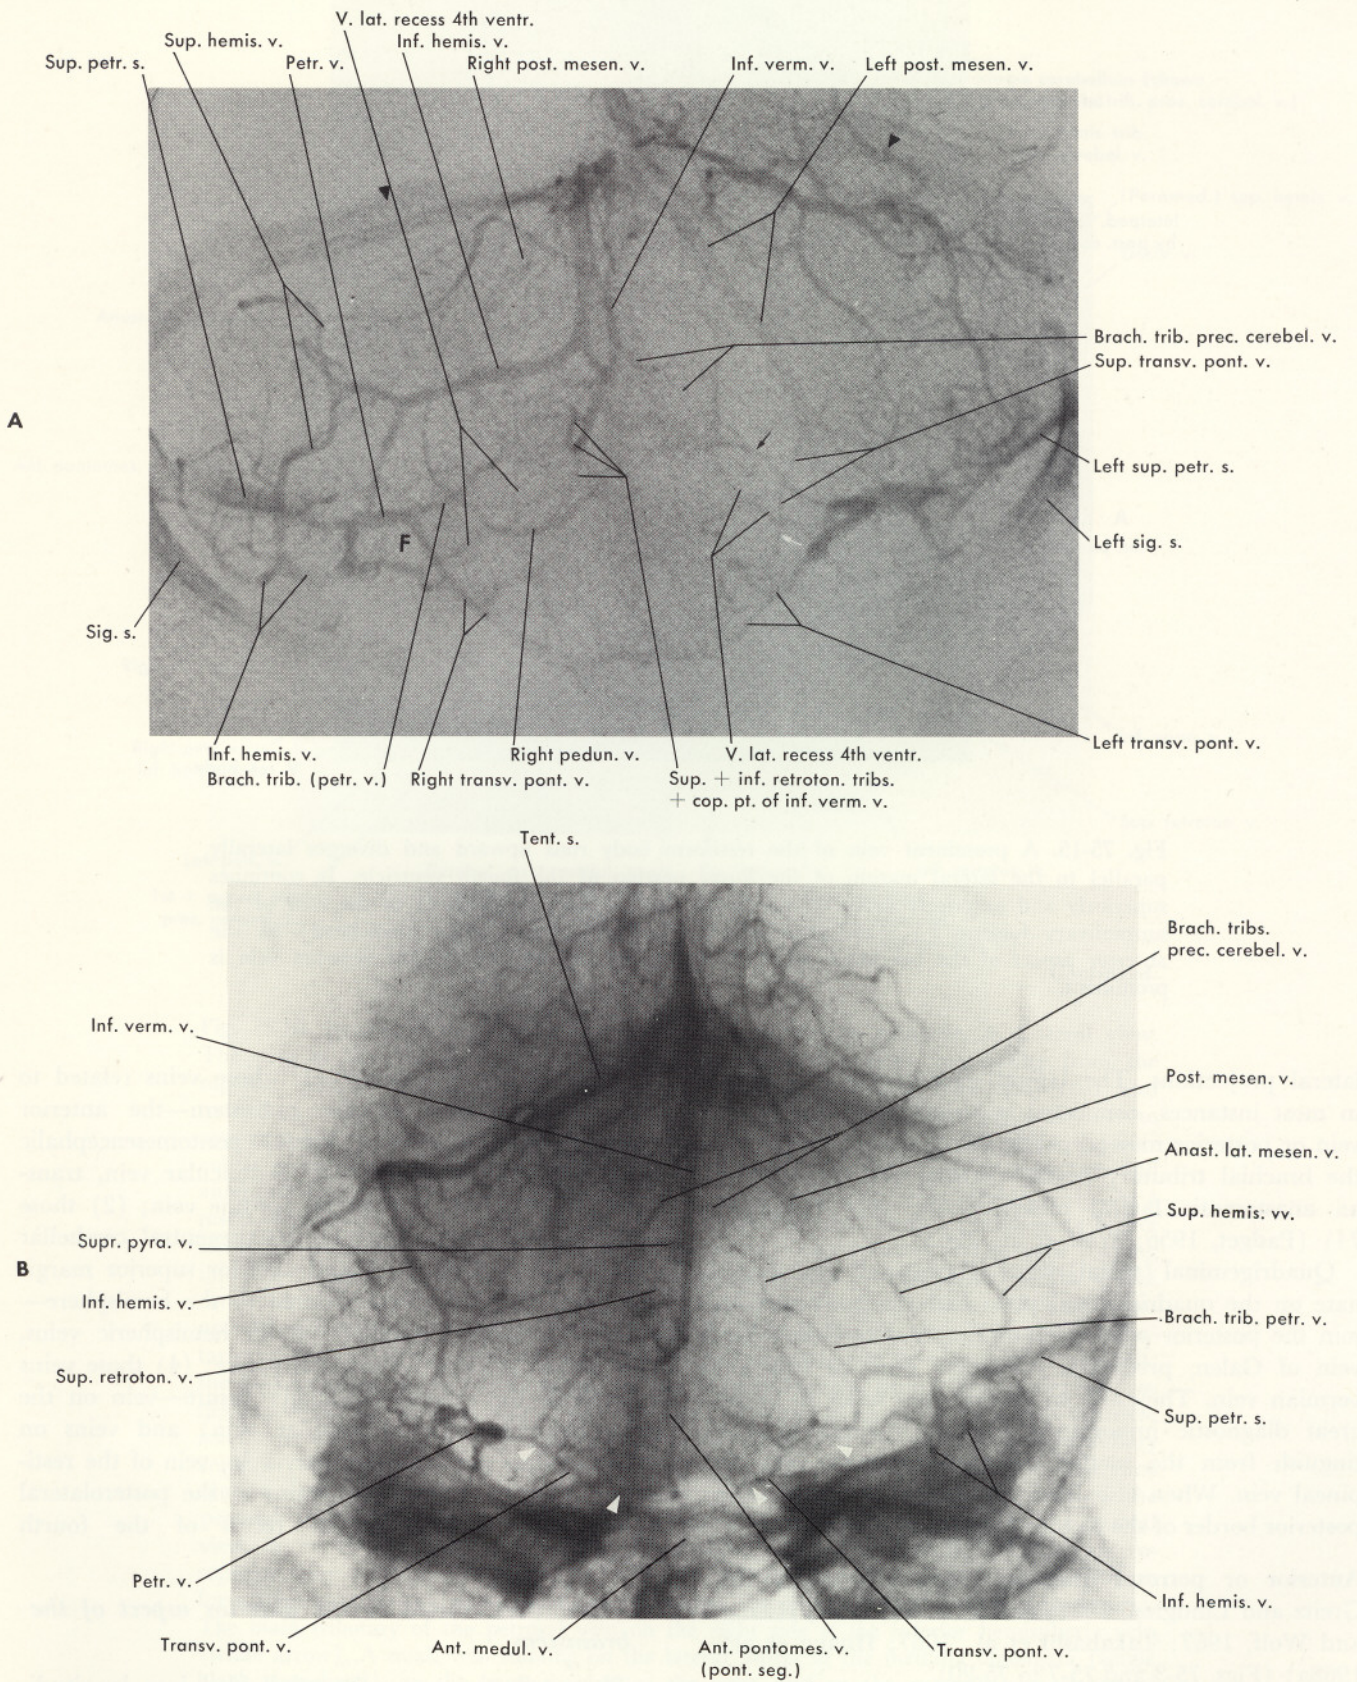 V. lat. recess 4th ventr.
Sup. hemis. v.
Inf. hemis. v.
Sup. petr. s.
Petr. v.
Right post. mesen. v.
Inf. verm. v.
Left post. mesen. v.
Brach. trib. prec. cerebel. v.
Sup. transv. pont. v.
A
Left sup. petr. s.
F
Left sig. s.
Sig. s.
Left transv. pont. v.
Inf. hemis. v.
Right pedun. v.
V. lat. recess 4th ventr.
Brach. trib. (petr. v.)
Right transv. pont. v.
Sup. + inf. retroton. tribs.
+ cop. pt. of inf. verm. v.
Tent. s.
Brach. tribs.
prec. cerebel. v.
Inf. verm. v.
Post. mesen. v.
Anast. lat. mesen. v.
Sup. hemis. vv.
Supr. pyra. v.
B
Inf. hemis. v.
Brach. trib. petr. v.
Sup. retroton. v.
Sup. petr. s.
Petr. v.
Inf. hemis. v.
Transv. pont. v.
Ant. medul. v.
Ant. pontomes. v.
(pont. seg.)
Transv. pont. v.